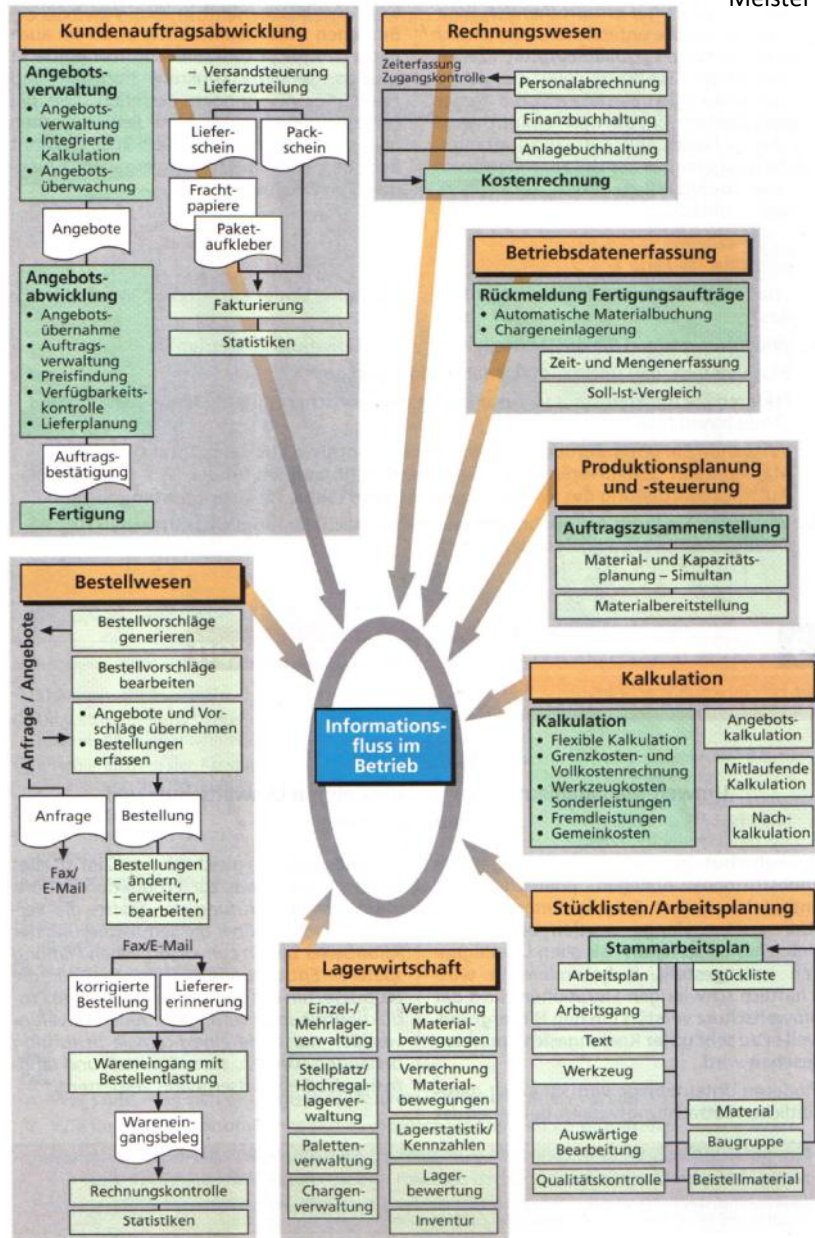 Meister
Kundenauftragsabwicklung
Angebots-
verwaltung
• Angebots-
verwaltung
• Integrierte
Kalkulation
• Angebots-
überwachung
Angebote
Angebots-
abwicklung
• Angebots-
übernahme
• Auftrags-
verwaltung
• Preisfindung
• Verfügbarkeits-
kontrolle
• Lieferplanung
Auftrags-
bestätigung
Fertigung
– Versandsteuerung
– Lieferzuteilung
Liefer-
schein
Pack-
schein
Fracht-
papiere
Paket-
aufkleber
Fakturierung
Statistiken
Rechnungswesen
Zeiterfassung
Zugangskontrolle
Personalabrechnung
Finanzbuchhaltung
Anlagebuchhaltung
Kostenrechnung
Betriebsdatenerfassung
Rückmeldung Fertigungsaufträge
• Automatische Materialbuchung
• Chargeneinlagerung
Zeit- und Mengenerfassung
Soll-Ist-Vergleich
Produktionsplanung
und -steuerung
Auftragszusammenstellung
Material- und Kapazitäts-
planung – Simultan
Materialbereitstellung
Bestellwesen
Anfrage / Angebote
Bestellvorschläge
generieren
Bestellvorschläge
bearbeiten
• Angebote und Vor-
schläge übernehmen
• Bestellungen
erfassen
Anfrage
Bestellung
Fax/
E-Mail
Bestellungen
– ändern,
– erweitern,
– bearbeiten
Fax/E-Mail
korrigierte
Bestellung
Liefer-
erinnerung
Wareneingang mit
Bestellentlastung
Warenein-
gangsbeleg
Rechnungskontrolle
Statistiken
Informations-
fluss im
Betrieb
Kalkulation
Kalkulation
• Flexible Kalkulation
• Grenzkosten- und
Vollkostenrechnung
• Werkzeugkosten
• Sonderleistungen
• Fremdleistungen
• Gemeinkosten
Angebots-
kalkulation
Mitlaufende
Kalkulation
Nach-
kalkulation
Lagerwirtschaft
Einzel-/
Mehrlager-
verwaltung
Stellplatz/
Hochregal-
lagerver-
waltung
Paletten-
verwaltung
Chargen-
verwaltung
Verbuchung
Material-
bewegungen
Verrechnung
Material-
bewegungen
Lagerstatistik/
Kennzahlen
Lager-
bewertung
Inventur
Stücklisten/Arbeitsplanung
Stammarbeitsplan
Arbeitsplan
Stückliste
Arbeitsgang
Text
Werkzeug
Material
Auswärtige
Bearbeitung
Baugruppe
Qualitätskontrolle
Beistellmaterial